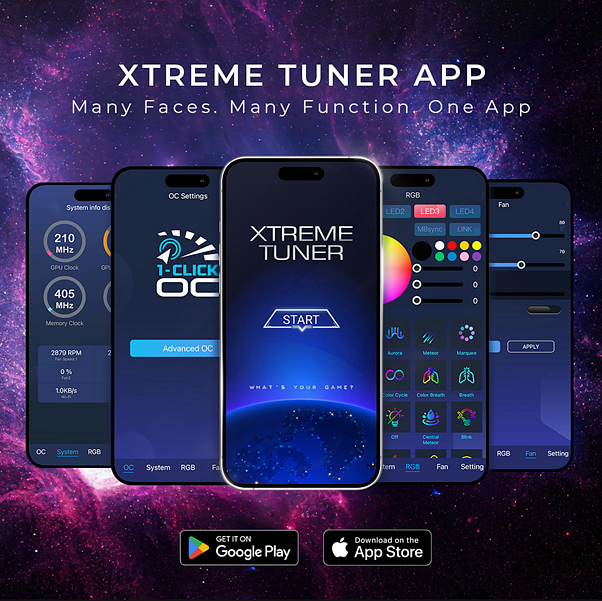 XTREME TUNER APP
Many Faces. Many Function. One App
System info dis
210
MHz
GPU Clock
405
MHz
Memory Clock
2879 RPM
Fan Speed 1
0 %
Fan2
1.0KB/s
Wi-Fi
OC System RGB
OC Settings
1-CLICK
OC
Advanced OC
OC System RGB Fa
XTREME
TUNER
START
WHAT'S YOUR GAME?
RGB
LED2 LED3 LED4
MBsync LINK
0
0
0
Aurora Meteor Marquee
Color Cycle Color Breath Breath
Off Central Meteor Blink
tem RGB Fan Setting
Fan
80
70
APPLY
RGB Fan Setting
GET IT ON
Google Play
Download on the
App Store